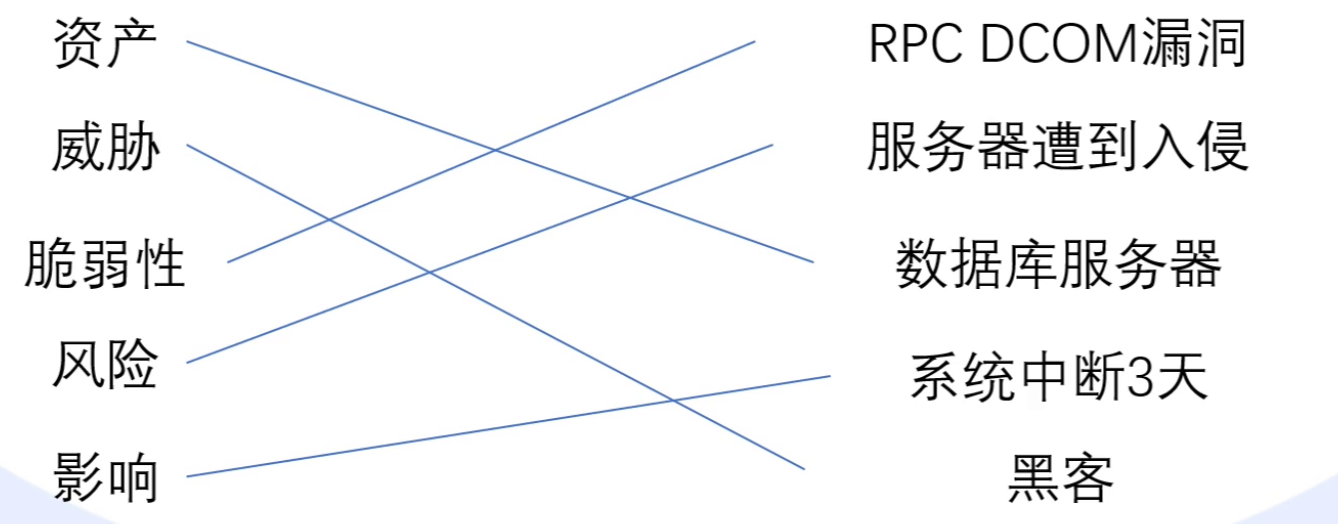 资产
RPC DCOM漏洞
威胁
服务器遭到入侵
脆弱性
数据库服务器
风险
系统中断3天
影响
黑客